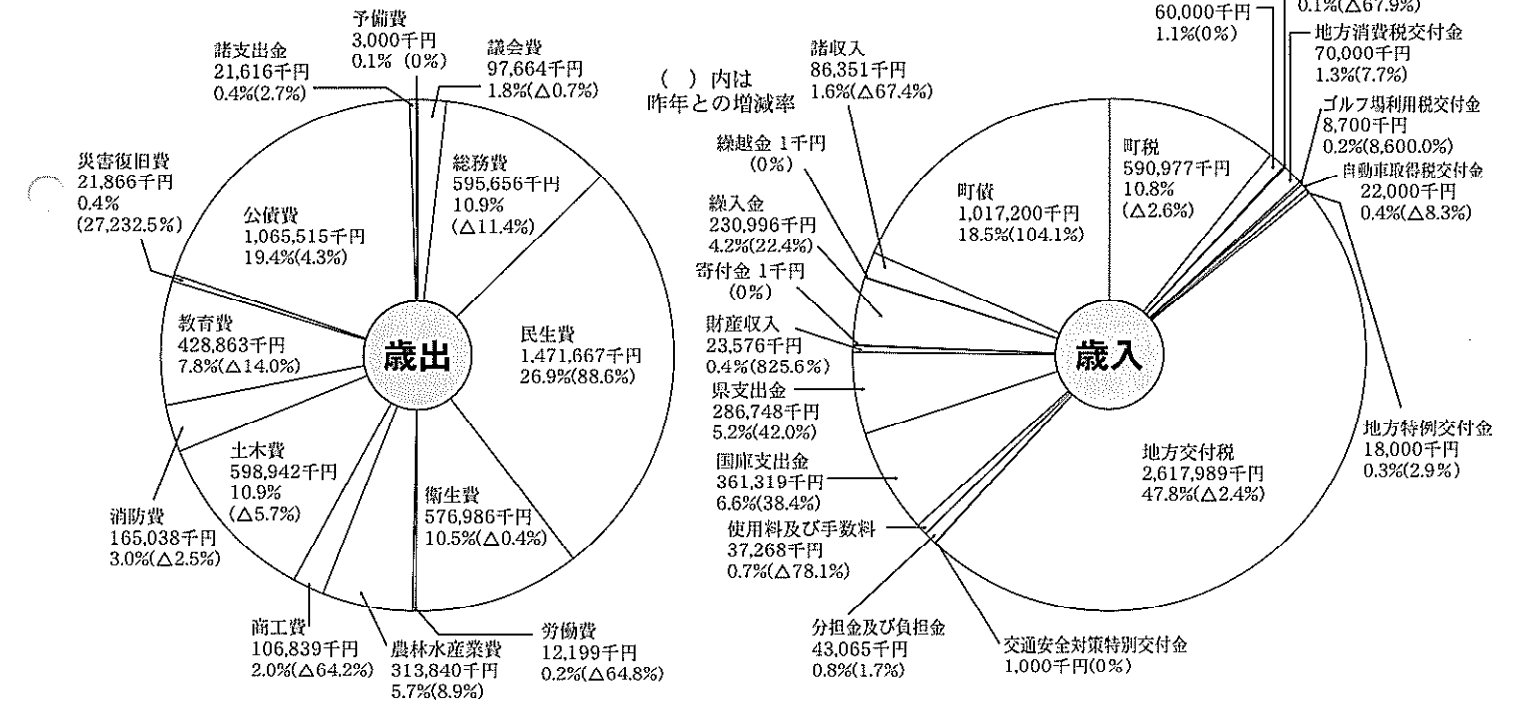 予備費
3,000千円
0.1% (0%)
諸支出金
21,616千円
0.4%(2.7%)
議会費
97,664千円
1.8%(△0.7%)
災害復旧費
21,866千円
0.4%
(27,232.5%)
公債費
1,065,515千円
19.4%(4.3%)
総務費
595,656千円
10.9%
(△11.4%)
教育費
428,863千円
7.8%(△14.0%)
歳出
民生費
1,471,667千円
26.9%(88.6%)
消防費
165,038千円
3.0%(△2.5%)
土木費
598,942千円
10.9%
(△5.7%)
衛生費
576,986千円
10.5%(△0.4%)
商工費
106,839千円
2.0%(△64.2%)
農林水産業費
313,840千円
5.7%(8.9%)
労働費
12,199千円
0.2%(△64.8%)
( )内は
昨年との増減率
諸収入
86,351千円
1.6%(△67.4%)
繰越金 1千円
(0%)
繰入金
230,996千円
4.2%(22.4%)
寄付金 1千円
(0%)
財産収入
23,576千円
0.4%(825.6%)
県支出金
286,748千円
5.2%(42.0%)
国庫支出金
361,319千円
6.6%(38.4%)
使用料及び手数料
37,268千円
0.7%(△78.1%)
分担金及び負担金
43,065千円
0.8%(1.7%)
交通安全対策特別交付金
1,000千円(0%)
町債
1,017,200千円
18.5%(104.1%)
歳入
町税
590,977千円
10.8%
(△2.6%)
60,000千円
1.1%(0%)
0.1%(△67.9%)
地方消費税交付金
70,000千円
1.3%(7.7%)
ゴルフ場利用税交付金
8,700千円
0.2%(8,600.0%)
自動車取得税交付金
22,000千円
0.4%(△8.3%)
地方特例交付金
18,000千円
0.3%(2.9%)
地方交付税
2,617,989千円
47.8%(△2.4%)